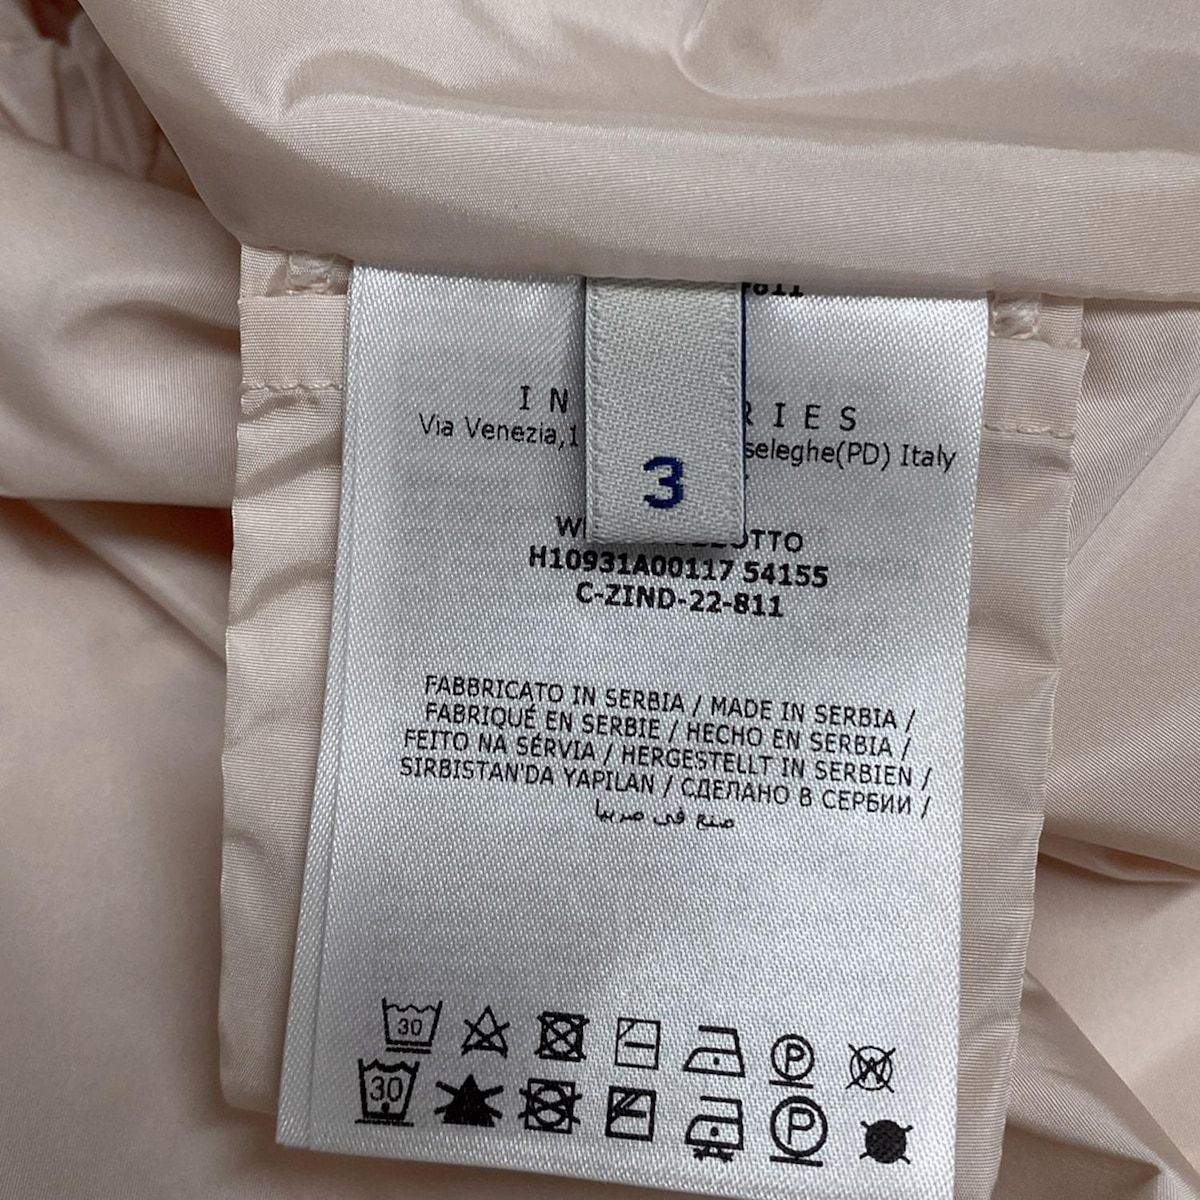 811
IN RIES
Via Venezia,1 seleghe(PD) Italy
3
W OTTO
H10931A00117 54155
C-ZIND-22-811
FABBRICATO IN SERBIA / MADE IN SERBIA /
FABRIQUÉ EN SERBIE / HECHO EN SERBIA /
FEITO NA SÉRVIA / HERGESTELLT IN SERBIEN /
SIRBISTAN'DA YAPILAN / СДЕЛАНО В СЕРБИИ /
صنع في صربيا
30 P W
30 P